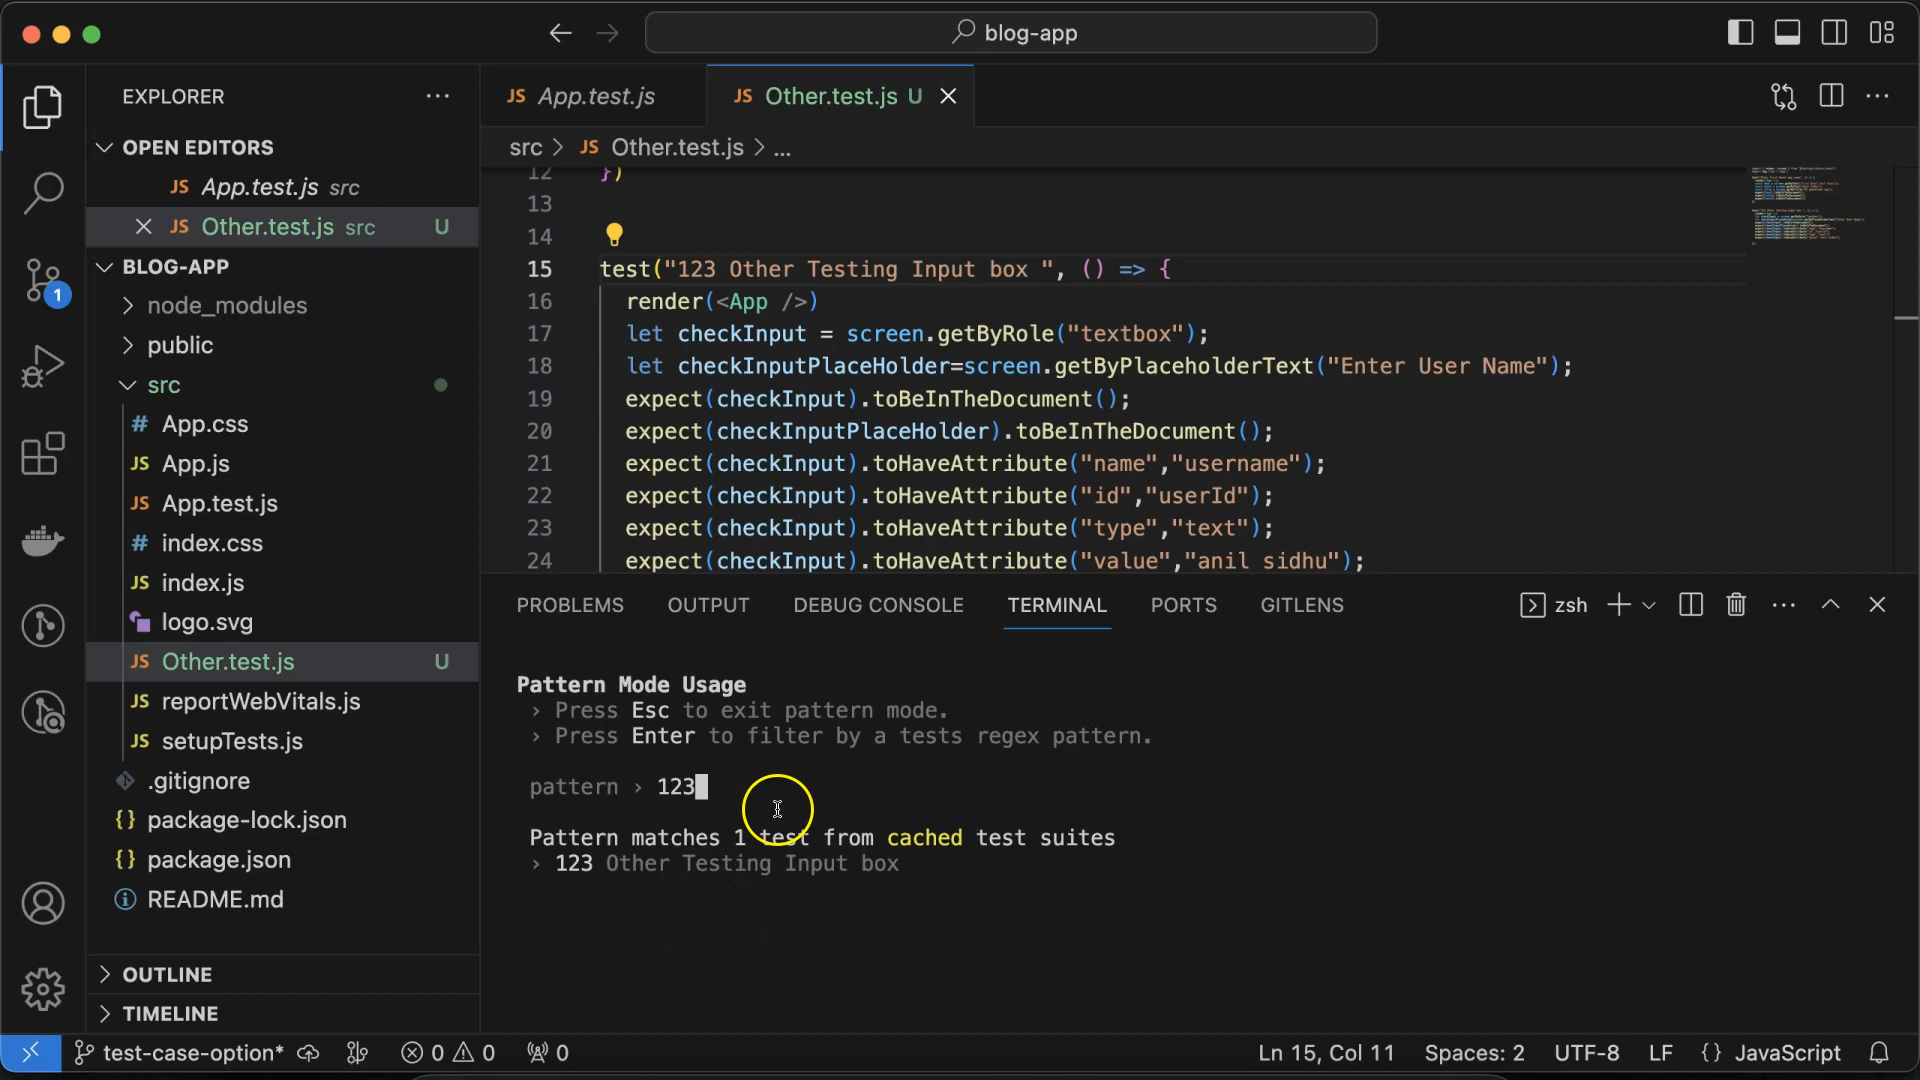 blog-app
EXPLORER
OPEN EDITORS
JS App.test.js src
JS Other.test.js src U
BLOG-APP
node_modules
public
src
# App.css
JS App.js
JS App.test.js
# index.css
JS index.js
logo.svg
JS Other.test.js U
JS reportWebVitals.js
JS setupTests.js
.gitignore
{} package-lock.json
{} package.json
README.md
OUTLINE
TIMELINE
1
JS App.test.js
JS Other.test.js U
src > JS Other.test.js > ...
12 })
13
14
15 test("123 Other Testing Input box ", () => {
16 render(<App />)
17 let checkInput = screen.getByRole("textbox");
18 let checkInputPlaceHolder=screen.getByPlaceholderText("Enter User Name");
19 expect(checkInput).toBeInTheDocument();
20 expect(checkInputPlaceHolder).toBeInTheDocument();
21 expect(checkInput).toHaveAttribute("name","username");
22 expect(checkInput).toHaveAttribute("id","userId");
23 expect(checkInput).toHaveAttribute("type","text");
24 expect(checkInput).toHaveAttribute("value","anil sidhu");
PROBLEMS OUTPUT DEBUG CONSOLE TERMINAL PORTS GITLENS
zsh
Pattern Mode Usage
› Press Esc to exit pattern mode.
› Press Enter to filter by a tests regex pattern.
pattern › 123
Pattern matches 1 test from cached test suites
› 123 Other Testing Input box
test-case-option* 0 0 0
Ln 15, Col 11 Spaces: 2 UTF-8 LF {} JavaScript